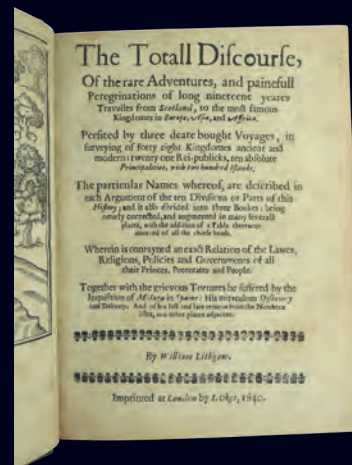 The Totall Discourse,
Of the rare Adventures, and painefull
Peregrinations of long nineteene yeares
Travailes from Scotland, to the most famous
Kingdomes in Europe, Asia, and Affrica.
Perfited by three deare bought Voyages, in
surveying of forty eight Kingdomes ancient and
modern; twenty one Rei-publicks, ten absolute
Principalities, with two hundred Islands.
The particular Names whereof, are described in
each Argument of the ten Divisions or Parts of this
History; and it also divided into three Bookes: being
newly corrected, and augmented in many severall
places, with the addition of a Table thereunto
annexed of all the chiefe heads.
Wherein is contayned an exact Relation of the Lawes,
Religions, Policies and Governments of all
their Princes, Potentates and People.
Together with the grievous Tortures he suffered by the
Inquisition of Malaga in Spaine: His miraculous Discovery
and Delivery. And of his last and late returne from the Northern
Isles, and other places adjacent.
By William Lithgow.
Imprinted at London by I. Okes, 1640.